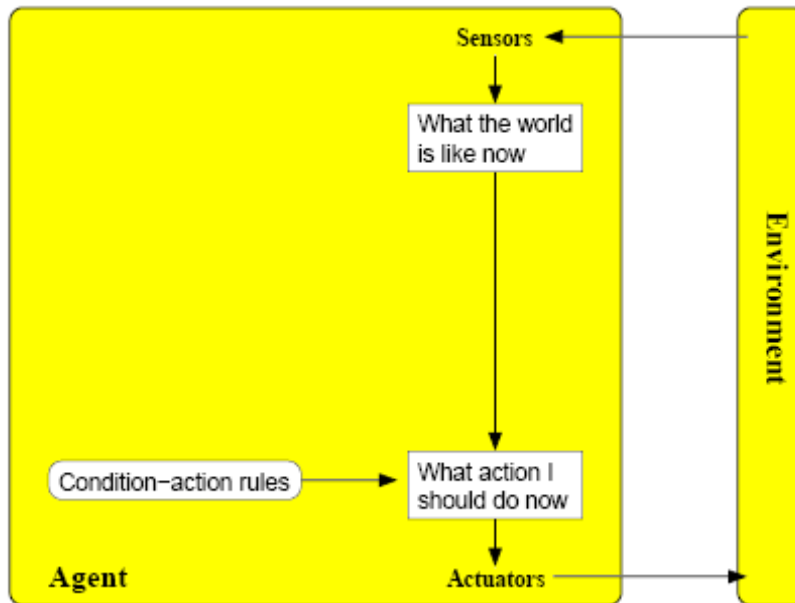 Sensors
What the world
is like now
Environment
Condition−action rules
What action I
should do now
Agent
Actuators